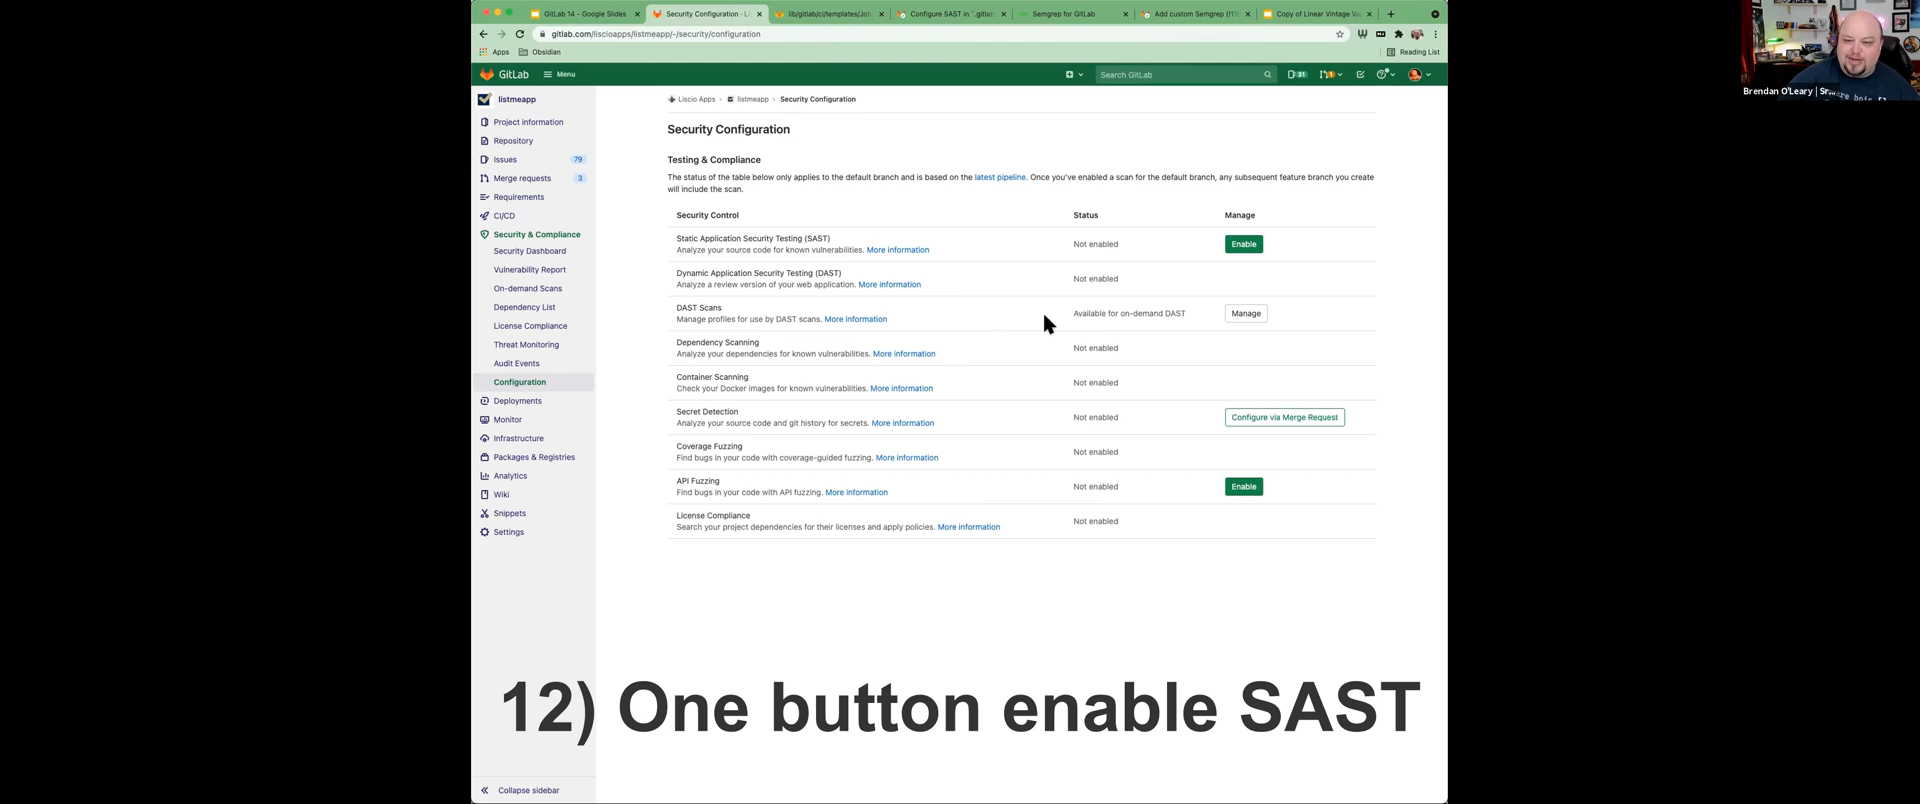 GitLab 14 - Google Slides
Security Configuration · Li
lib/gitlab/ci/templates/Job
Configure SAST in `.gitlab
Semgrep for GitLab
Add custom Semgrep (!11
Copy of Linear Vintage Va
gitlab.com/liscioapps/listmeapp/-/security/configuration
Apps
Obsidian
Reading List
GitLab
Menu
Search GitLab
31
1
listmeapp
Project information
Repository
Issues 79
Merge requests 3
Requirements
CI/CD
Security & Compliance
Security Dashboard
Vulnerability Report
On-demand Scans
Dependency List
License Compliance
Threat Monitoring
Audit Events
Configuration
Deployments
Monitor
Infrastructure
Packages & Registries
Analytics
Wiki
Snippets
Settings
Collapse sidebar
Liscio Apps › listmeapp › Security Configuration
Security Configuration
Testing & Compliance
The status of the table below only applies to the default branch and is based on the latest pipeline. Once you've enabled a scan for the default branch, any subsequent feature branch you create
will include the scan.
Security Control Status Manage
Static Application Security Testing (SAST)
Analyze your source code for known vulnerabilities. More information
Not enabled
Enable
Dynamic Application Security Testing (DAST)
Analyze a review version of your web application. More information
Not enabled
DAST Scans
Manage profiles for use by DAST scans. More information
Available for on-demand DAST
Manage
Dependency Scanning
Analyze your dependencies for known vulnerabilities. More information
Not enabled
Container Scanning
Check your Docker images for known vulnerabilities. More information
Not enabled
Secret Detection
Analyze your source code and git history for secrets. More information
Not enabled
Configure via Merge Request
Coverage Fuzzing
Find bugs in your code with coverage-guided fuzzing. More information
Not enabled
API Fuzzing
Find bugs in your code with API fuzzing. More information
Not enabled
Enable
License Compliance
Search your project dependencies for their licenses and apply policies. More information
Not enabled
12) One button enable SAST
Brendan O'Leary |